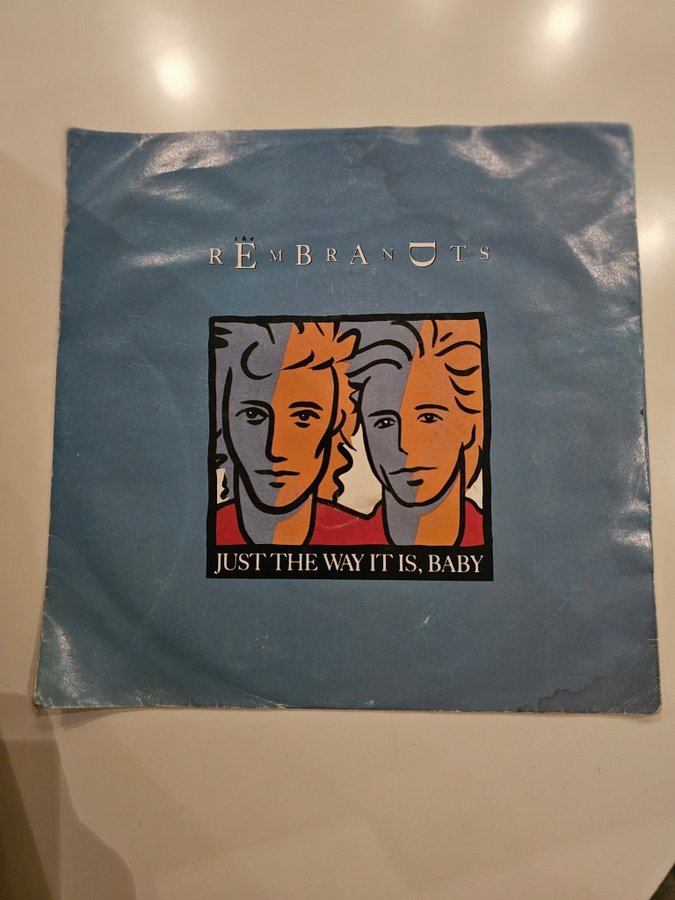 the
REMBRANDTS
JUST THE WAY IT IS, BABY